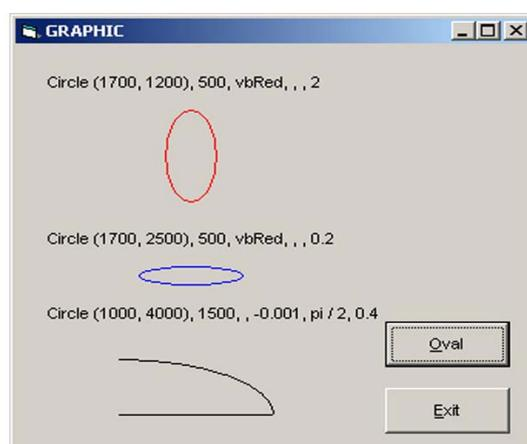 GRAPHIC
Circle (1700, 1200), 500, vbRed, , , 2
Circle (1700, 2500), 500, vbRed, , , 0.2
Circle (1000, 4000), 1500, , -0.001, pi / 2, 0.4
Oval
Exit